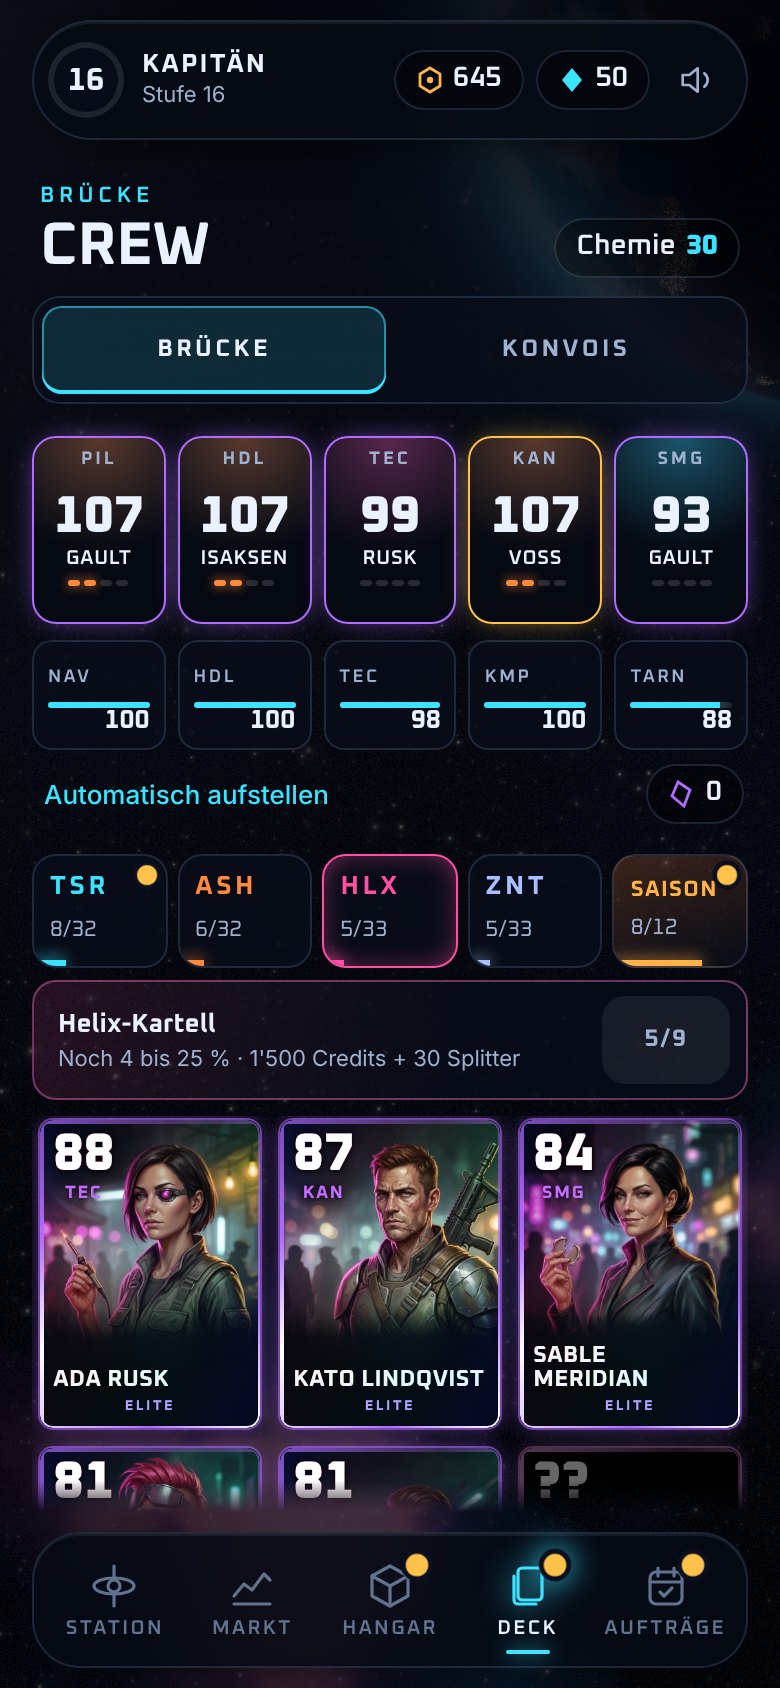 16
KAPITÄN
Stufe 16
645
50
BRÜCKE
CREW
Chemie 30
BRÜCKE
KONVOIS
PIL
107
GAULT
HDL
107
ISAKSEN
TEC
99
RUSK
KAN
107
VOSS
SMG
93
GAULT
NAV
100
HDL
100
TEC
98
KMP
100
TARN
88
Automatisch aufstellen
0
TSR
8/32
ASH
6/32
HLX
5/33
ZNT
5/33
SAISON
8/12
Helix-Kartell
Noch 4 bis 25 % · 1'500 Credits + 30 Splitter
5/9
88
TEC
ADA RUSK
ELITE
87
KAN
KATO LINDQVIST
ELITE
84
SMG
SABLE
MERIDIAN
ELITE
81
81
??
STATION
MARKT
HANGAR
DECK
AUFTRÄGE